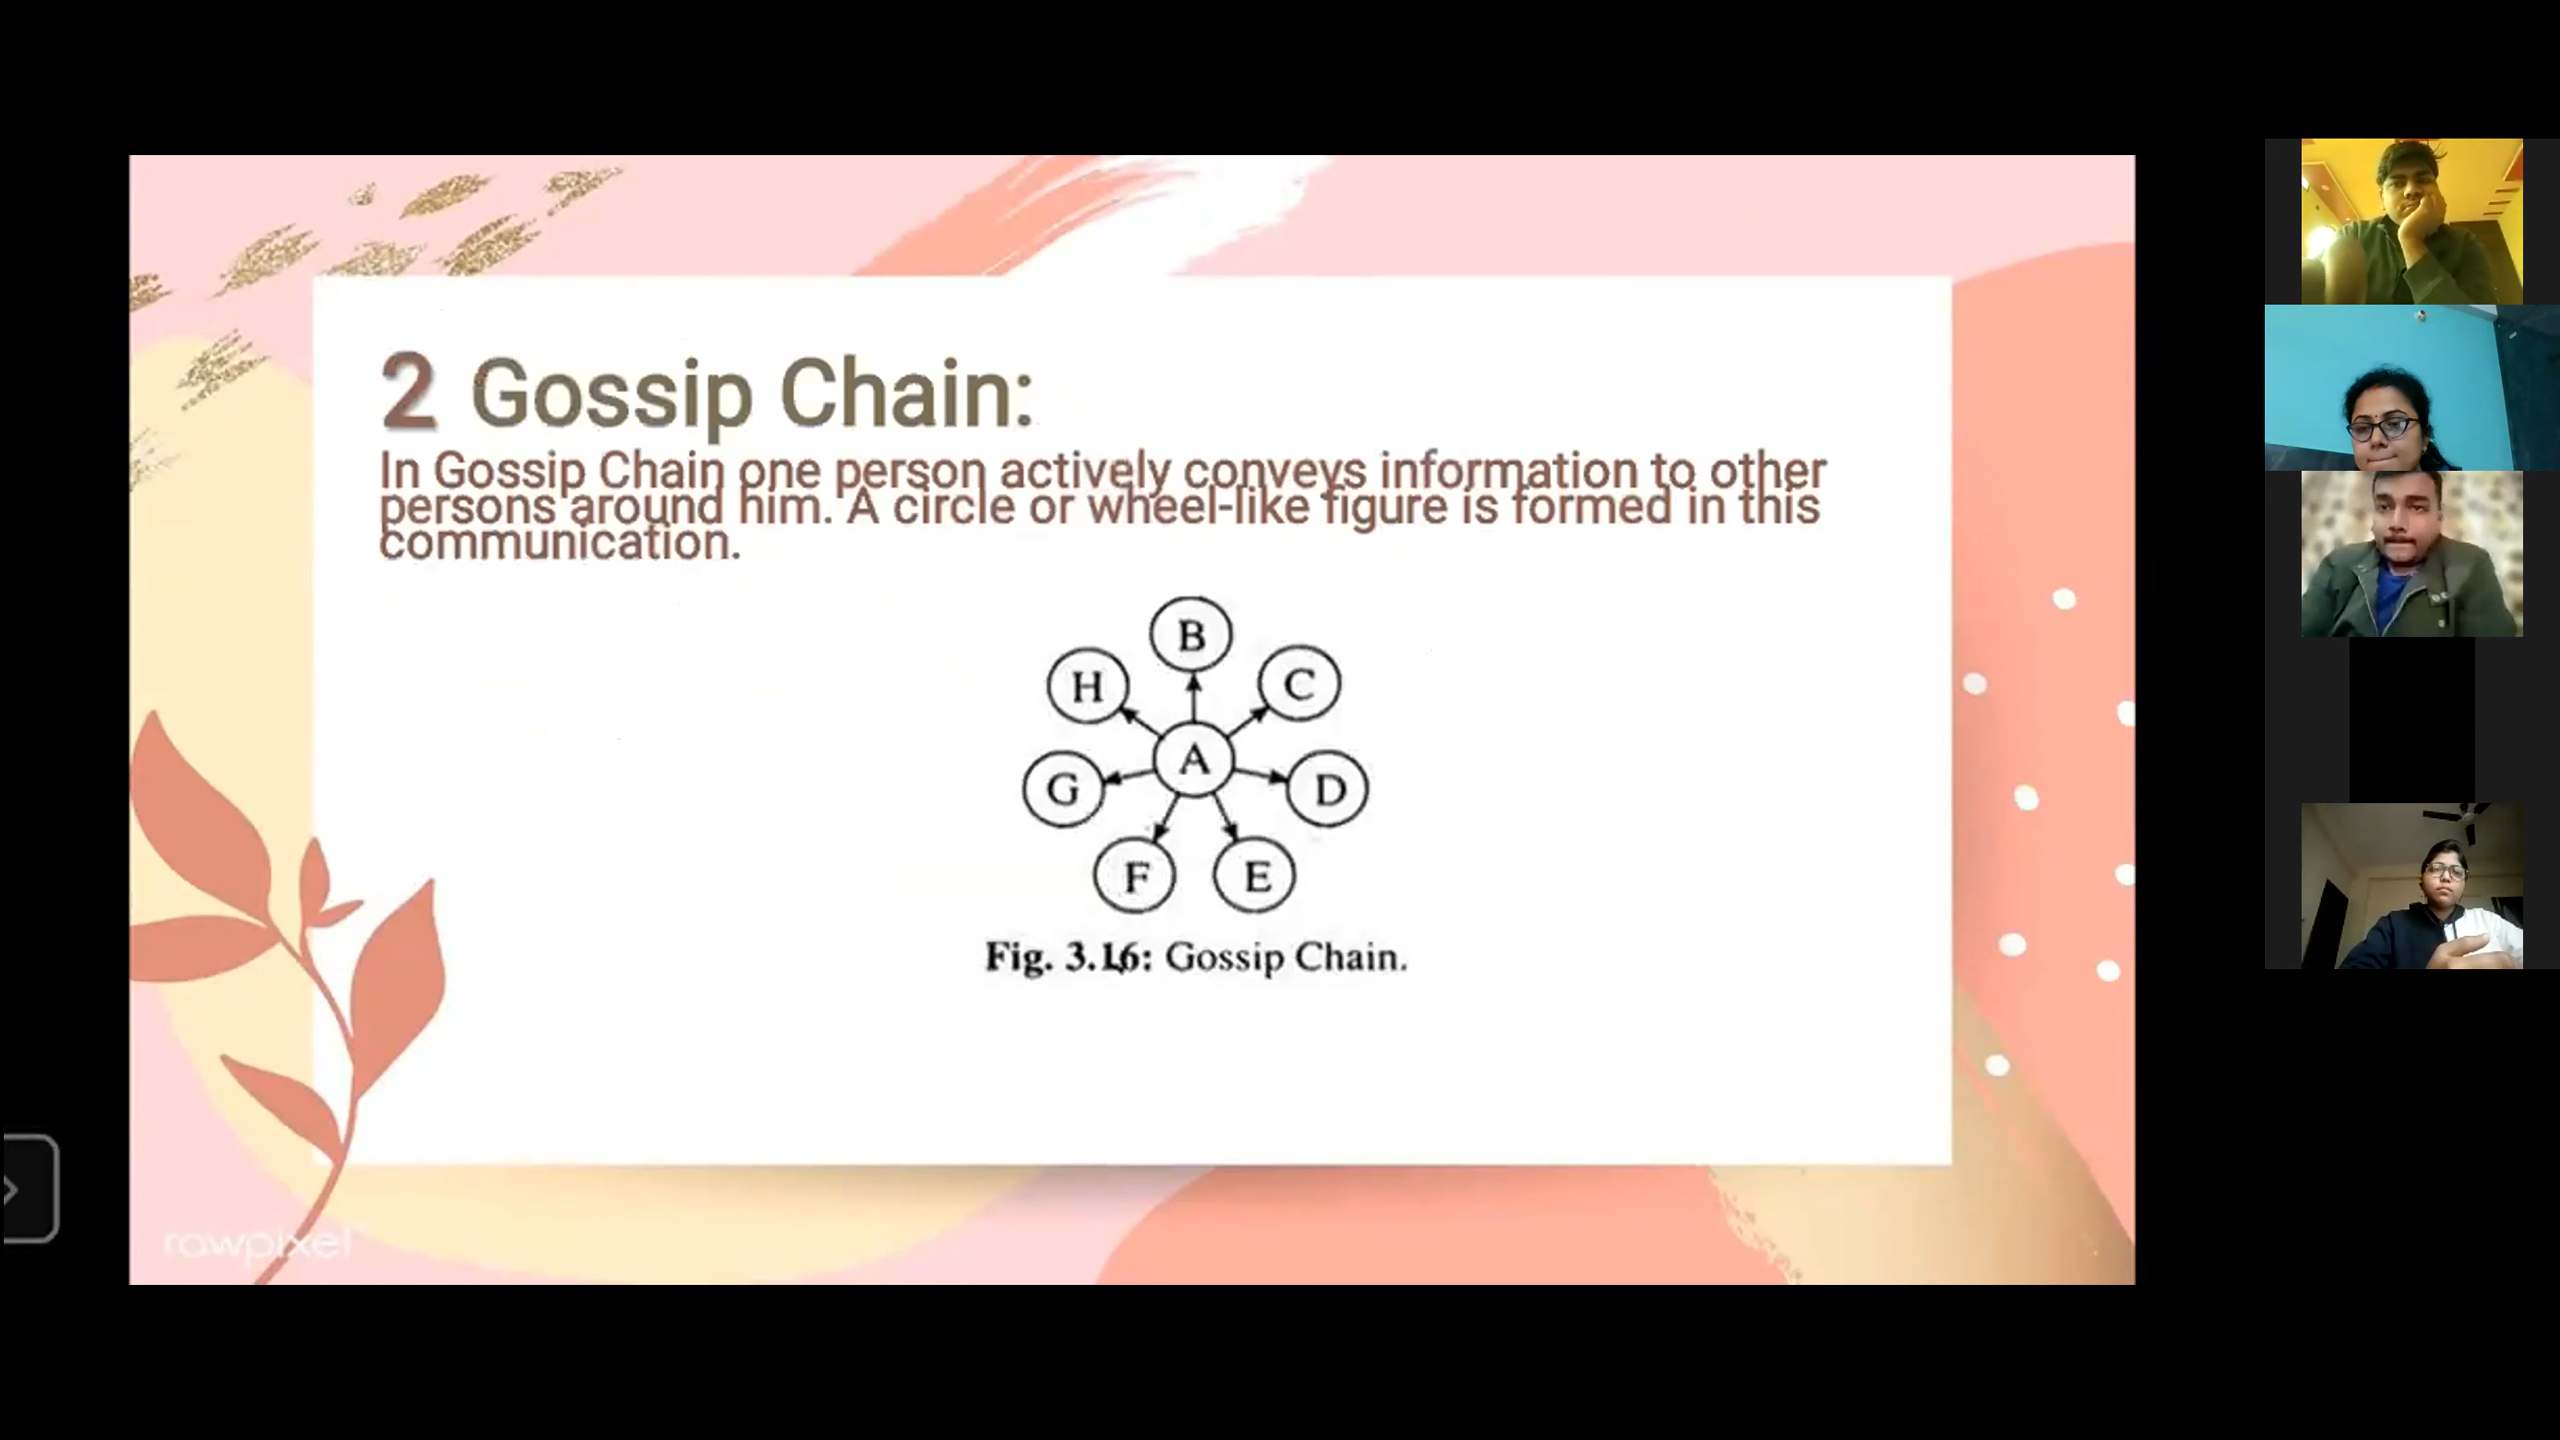 2 Gossip Chain:
In Gossip Chain one person actively conveys information to other
persons around him. A circle or wheel-like figure is formed in this
communication.
B
H
C
A
G
D
F
E
Fig. 3.16: Gossip Chain.
rawpixel